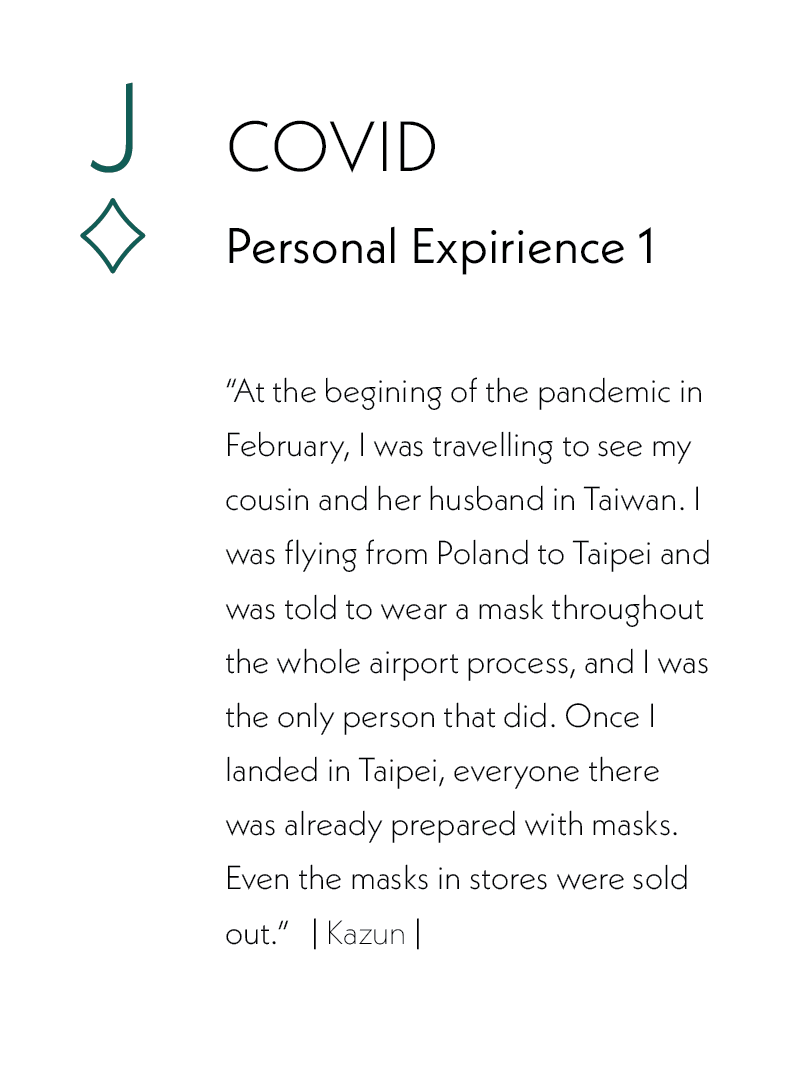 J
COVID
Personal Expirience 1
“At the begining of the pandemic in
February, I was travelling to see my
cousin and her husband in Taiwan. I
was flying from Poland to Taipei and
was told to wear a mask throughout
the whole airport process, and I was
the only person that did. Once I
landed in Taipei, everyone there
was already prepared with masks.
Even the masks in stores were sold
out.” | Kazun |